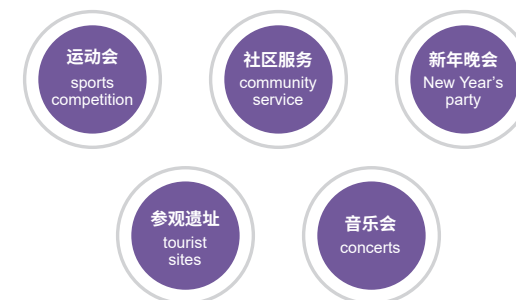 运动会
sports
competition
社区服务
community
service
新年晚会
New Year's
party
参观遗址
tourist
sites
音乐会
concerts